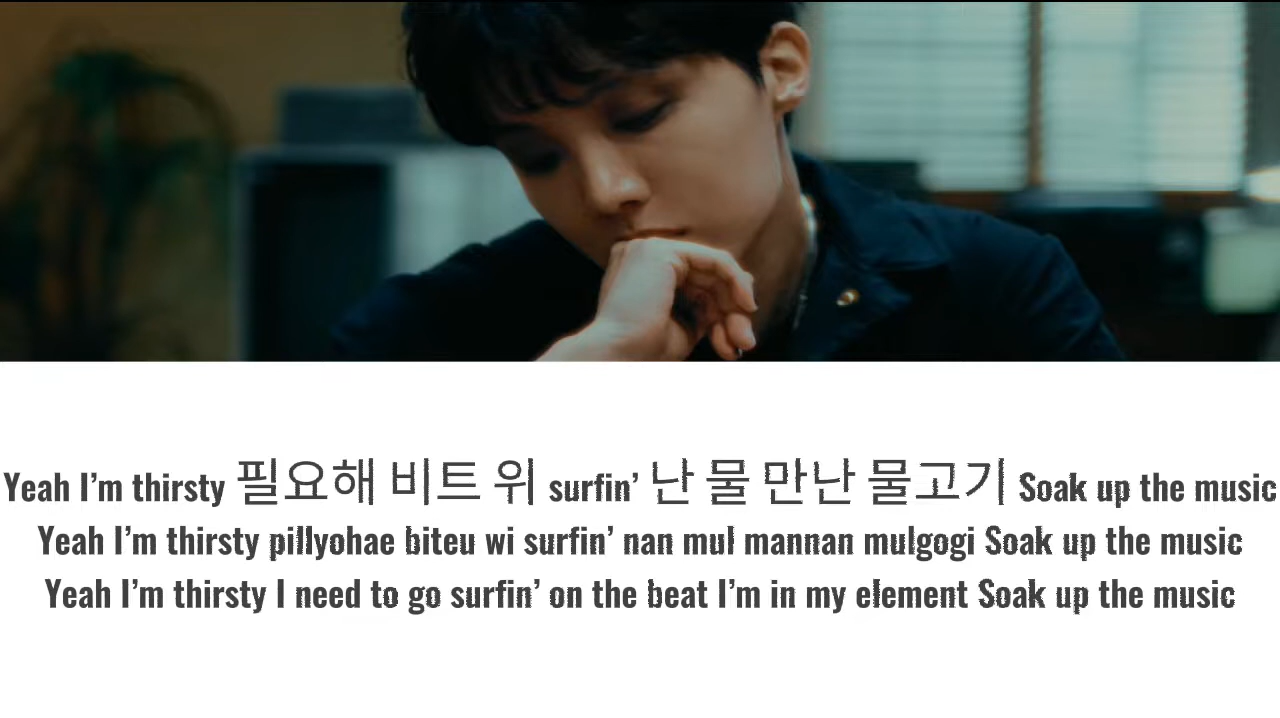 Yeah I’m thirsty 필요해 비트 위 surfin’ 난 물 만난 물고기 Soak up the music
Yeah I’m thirsty pillyohae biteu wi surfin’ nan mul mannan mulgogi Soak up the music
Yeah I’m thirsty I need to go surfin’ on the beat I’m in my element Soak up the music